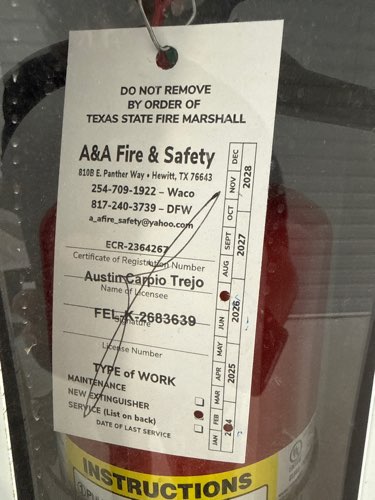 DO NOT REMOVE
BY ORDER OF
TEXAS STATE FIRE MARSHALL
A&A Fire & Safety
810B E. Panther Way • Hewitt, TX 76643
254-709-1922 – Waco
817-240-3739 – DFW
a_afire_safety@yahoo.com
ECR-2364267
Certificate of Registration Number
Austin Carpio Trejo
Name of Licensee
FEL-K-2683639
Signature
License Number
TYPE of WORK
MAINTENANCE
NEW EXTINGUISHER
SERVICE (List on back)
DATE OF LAST SERVICE
JAN FEB MAR APR MAY JUN AUG SEPT OCT NOV DEC
2025 2026 2027 2028
INSTRUCTIONS